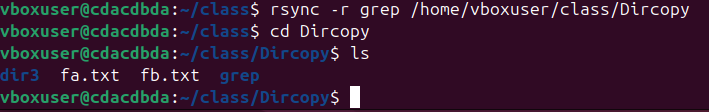 vboxuser@cdacdbda:~/class$ rsync -r grep /home/vboxuser/class/Dircopy
vboxuser@cdacdbda:~/class$ cd Dircopy
vboxuser@cdacdbda:~/class/Dircopy$ ls
dir3  fa.txt  fb.txt  grep
vboxuser@cdacdbda:~/class/Dircopy$